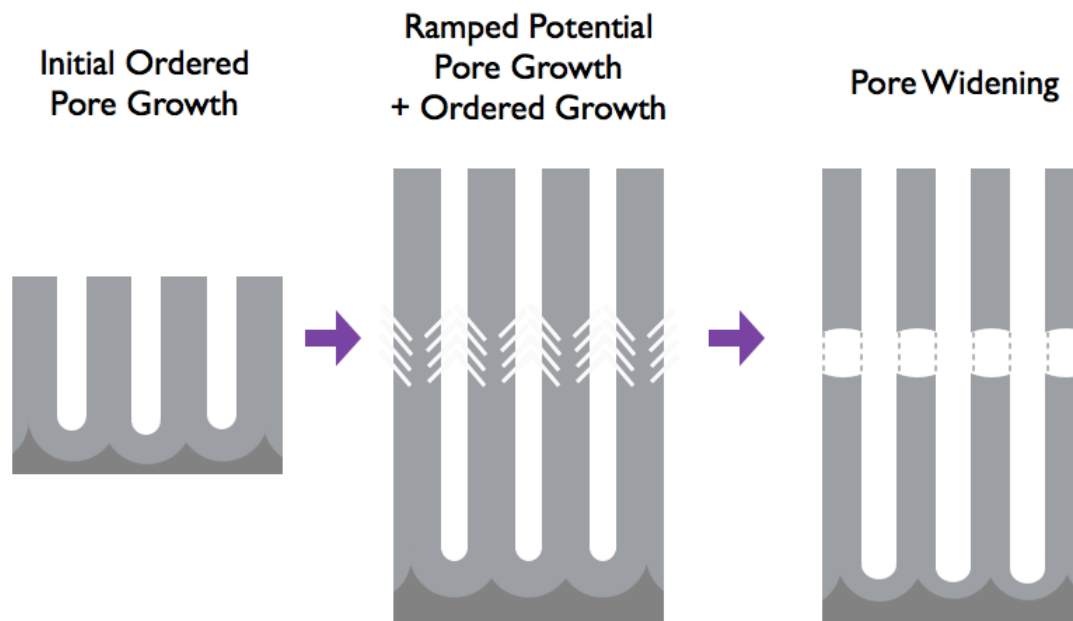 Initial Ordered
Pore Growth
Ramped Potential
Pore Growth
+ Ordered Growth
Pore Widening